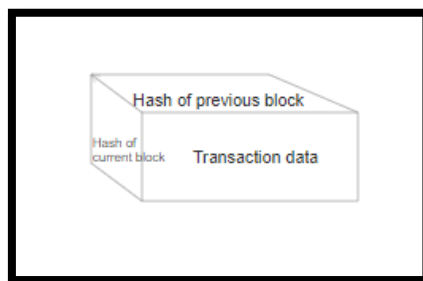 Hash of previous block
Hash of
current block
Transaction data